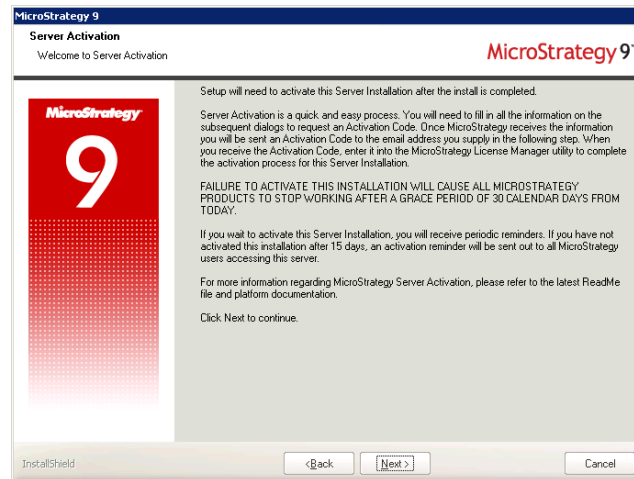 MicroStrategy 9
Server Activation
Welcome to Server Activation
MicroStrategy 9
Setup will need to activate this Server Installation after the install is completed.
Server Activation is a quick and easy process. You will need to fill in all the information on the
subsequent dialogs to request an Activation Code. Once MicroStrategy receives the information
you will be sent an Activation Code to the email address you supply in the following step. When
you receive the Activation Code, enter it into the MicroStrategy License Manager utility to complete
the activation process for this Server Installation.
FAILURE TO ACTIVATE THIS INSTALLATION WILL CAUSE ALL MICROSTRATEGY
PRODUCTS TO STOP WORKING AFTER A GRACE PERIOD OF 30 CALENDAR DAYS FROM
TODAY.
If you wait to activate this Server Installation, you will receive periodic reminders. If you have not
activated this installation after 15 days, an activation reminder will be sent out to all MicroStrategy
users accessing this server.
For more information regarding MicroStrategy Server Activation, please refer to the latest ReadMe
file and platform documentation.
Click Next to continue.
MicroStrategy
9
InstallShield
<Back
Next >
Cancel